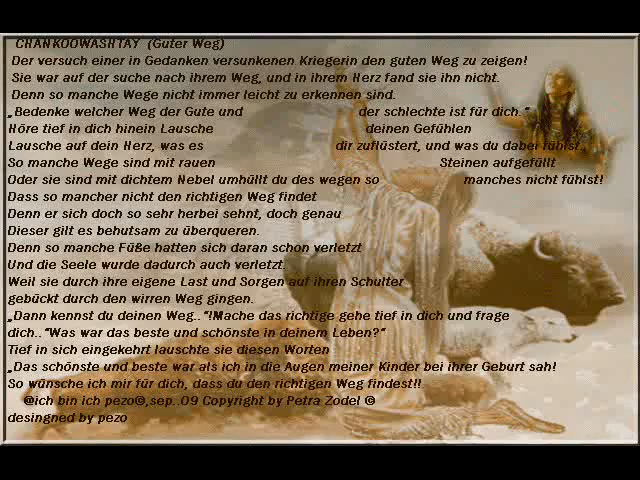 CHANKOOWASHTAY (Guter Weg)
Der versuch einer in Gedanken versunkenen Kriegerin den guten Weg zu zeigen!
Sie war auf der suche nach ihrem Weg, und in ihrem Herz fand sie ihn nicht.
Denn so manche Wege nicht immer leicht zu erkennen sind.
„Bedenke welcher Weg der Gute und der schlechte ist für dich.“
Höre tief in dich hinein Lausche deinen Gefühlen
Lausche auf dein Herz, was es dir zuflüstert, und was du dabei fühlst.
So manche Wege sind mit rauen Steinen aufgefüllt
Oder sie sind mit dichtem Nebel umhüllt du des wegen so manches nicht fühlst!
Dass so mancher nicht den richtigen Weg findet
Denn er sich doch so sehr herbei sehnt, doch genau
Dieser gilt es behutsam zu überqueren.
Denn so manche Füße hatten sich daran schon verletzt
Und die Seele wurde dadurch auch verletzt.
Weil sie durch ihre eigene Last und Sorgen auf ihren Schulter
gebückt durch den wirren Weg gingen.
„Dann kennst du deinen Weg..“!Mache das richtige gehe tief in dich und frage
dich..“Was war das beste und schönste in deinem Leben?“
Tief in sich eingekehrt lauschte sie diesen Worten
„Das schönste und beste war als ich in die Augen meiner Kinder bei ihrer Geburt sah!
So wünsche ich mir für dich, dass du den richtigen Weg findest!!
@ich bin ich pezo©,sep..09 Copyright by Petra Zodel ©
desingned by pezo